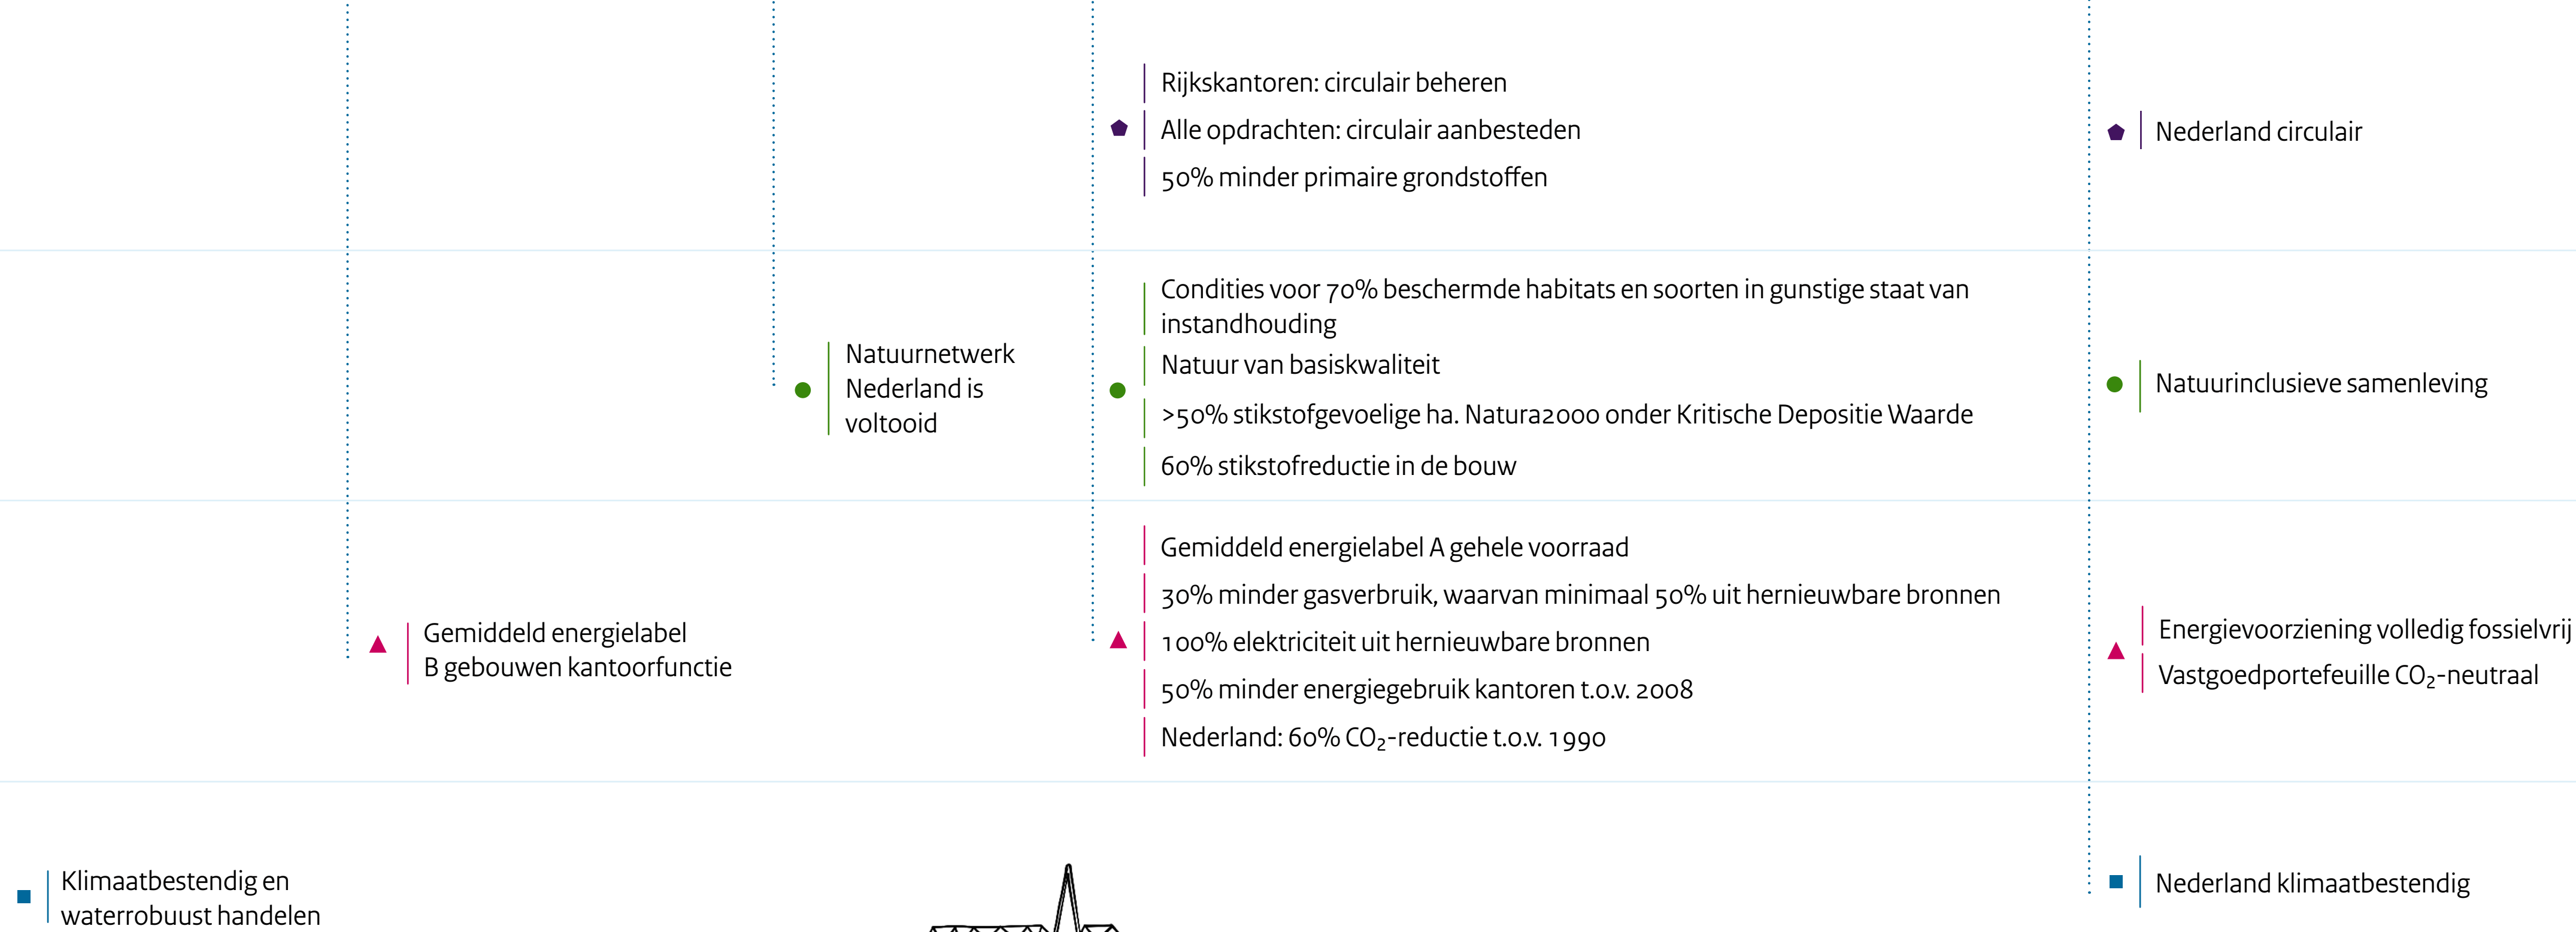 Rijkskantoren: circulair beheren
Alle opdrachten: circulair aanbesteden
50% minder primaire grondstoffen
Nederland circulair
Natuurnetwerk
Nederland is
voltooid
Condities voor 70% beschermde habitats en soorten in gunstige staat van
instandhouding
Natuur van basiskwaliteit
>50% stikstofgevoelige ha. Natura2000 onder Kritische Depositie Waarde
60% stikstofreductie in de bouw
Natuurinclusieve samenleving
Gemiddeld energielabel
B gebouwen kantoorfunctie
Gemiddeld energielabel A gehele voorraad
30% minder gasverbruik, waarvan minimaal 50% uit hernieuwbare bronnen
100% elektriciteit uit hernieuwbare bronnen
50% minder energiegebruik kantoren t.o.v. 2008
Nederland: 60% CO₂-reductie t.o.v. 1990
Energievoorziening volledig fossielvrij
Vastgoedportefeuille CO₂-neutraal
Klimaatbestendig en
waterrobuust handelen
Nederland klimaatbestendig